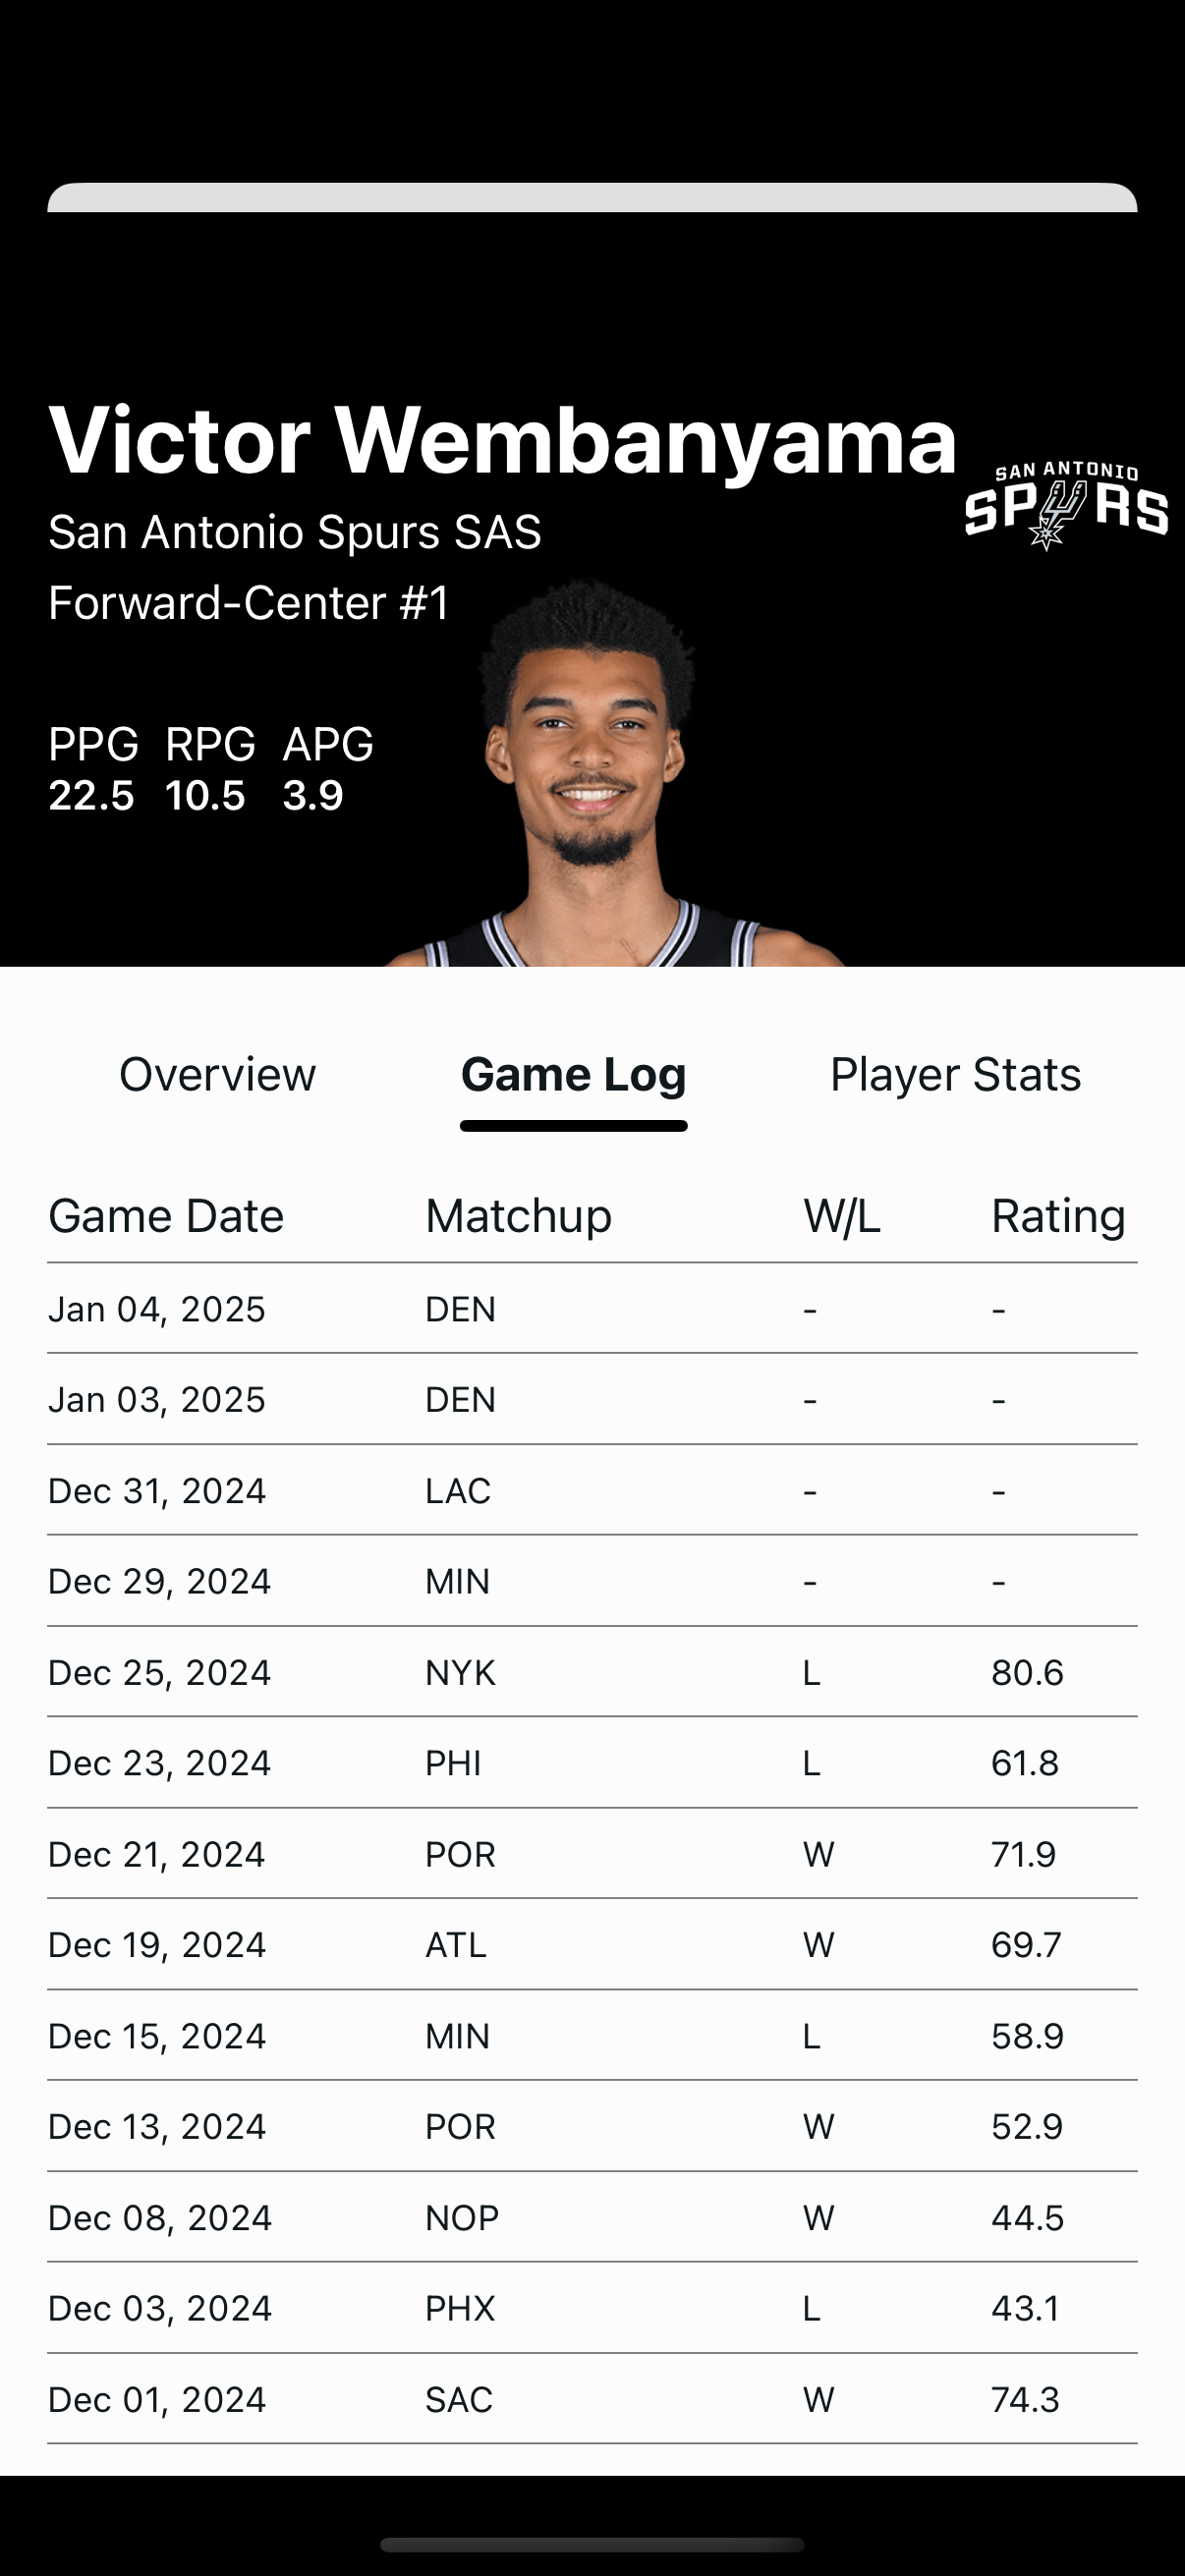 Victor Wembanyama
SAN ANTONIO
SPURS
San Antonio Spurs SAS
Forward-Center #1
PPG RPG APG
22.5 10.5 3.9
Overview Game Log Player Stats
Game Date Matchup W/L Rating
Jan 04, 2025 DEN - -
Jan 03, 2025 DEN - -
Dec 31, 2024 LAC - -
Dec 29, 2024 MIN - -
Dec 25, 2024 NYK L 80.6
Dec 23, 2024 PHI L 61.8
Dec 21, 2024 POR W 71.9
Dec 19, 2024 ATL W 69.7
Dec 15, 2024 MIN L 58.9
Dec 13, 2024 POR W 52.9
Dec 08, 2024 NOP W 44.5
Dec 03, 2024 PHX L 43.1
Dec 01, 2024 SAC W 74.3